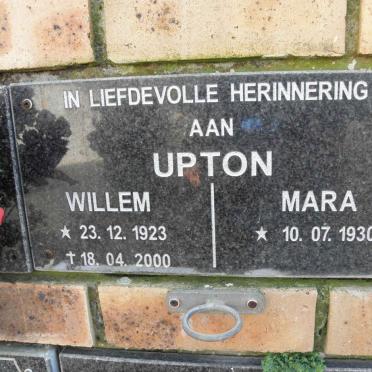 IN LIEFDEVOLLE HERINNERING
AAN
UPTON
WILLEM
★ 23. 12. 1923
† 18. 04. 2000
MARA
★ 10. 07. 1930